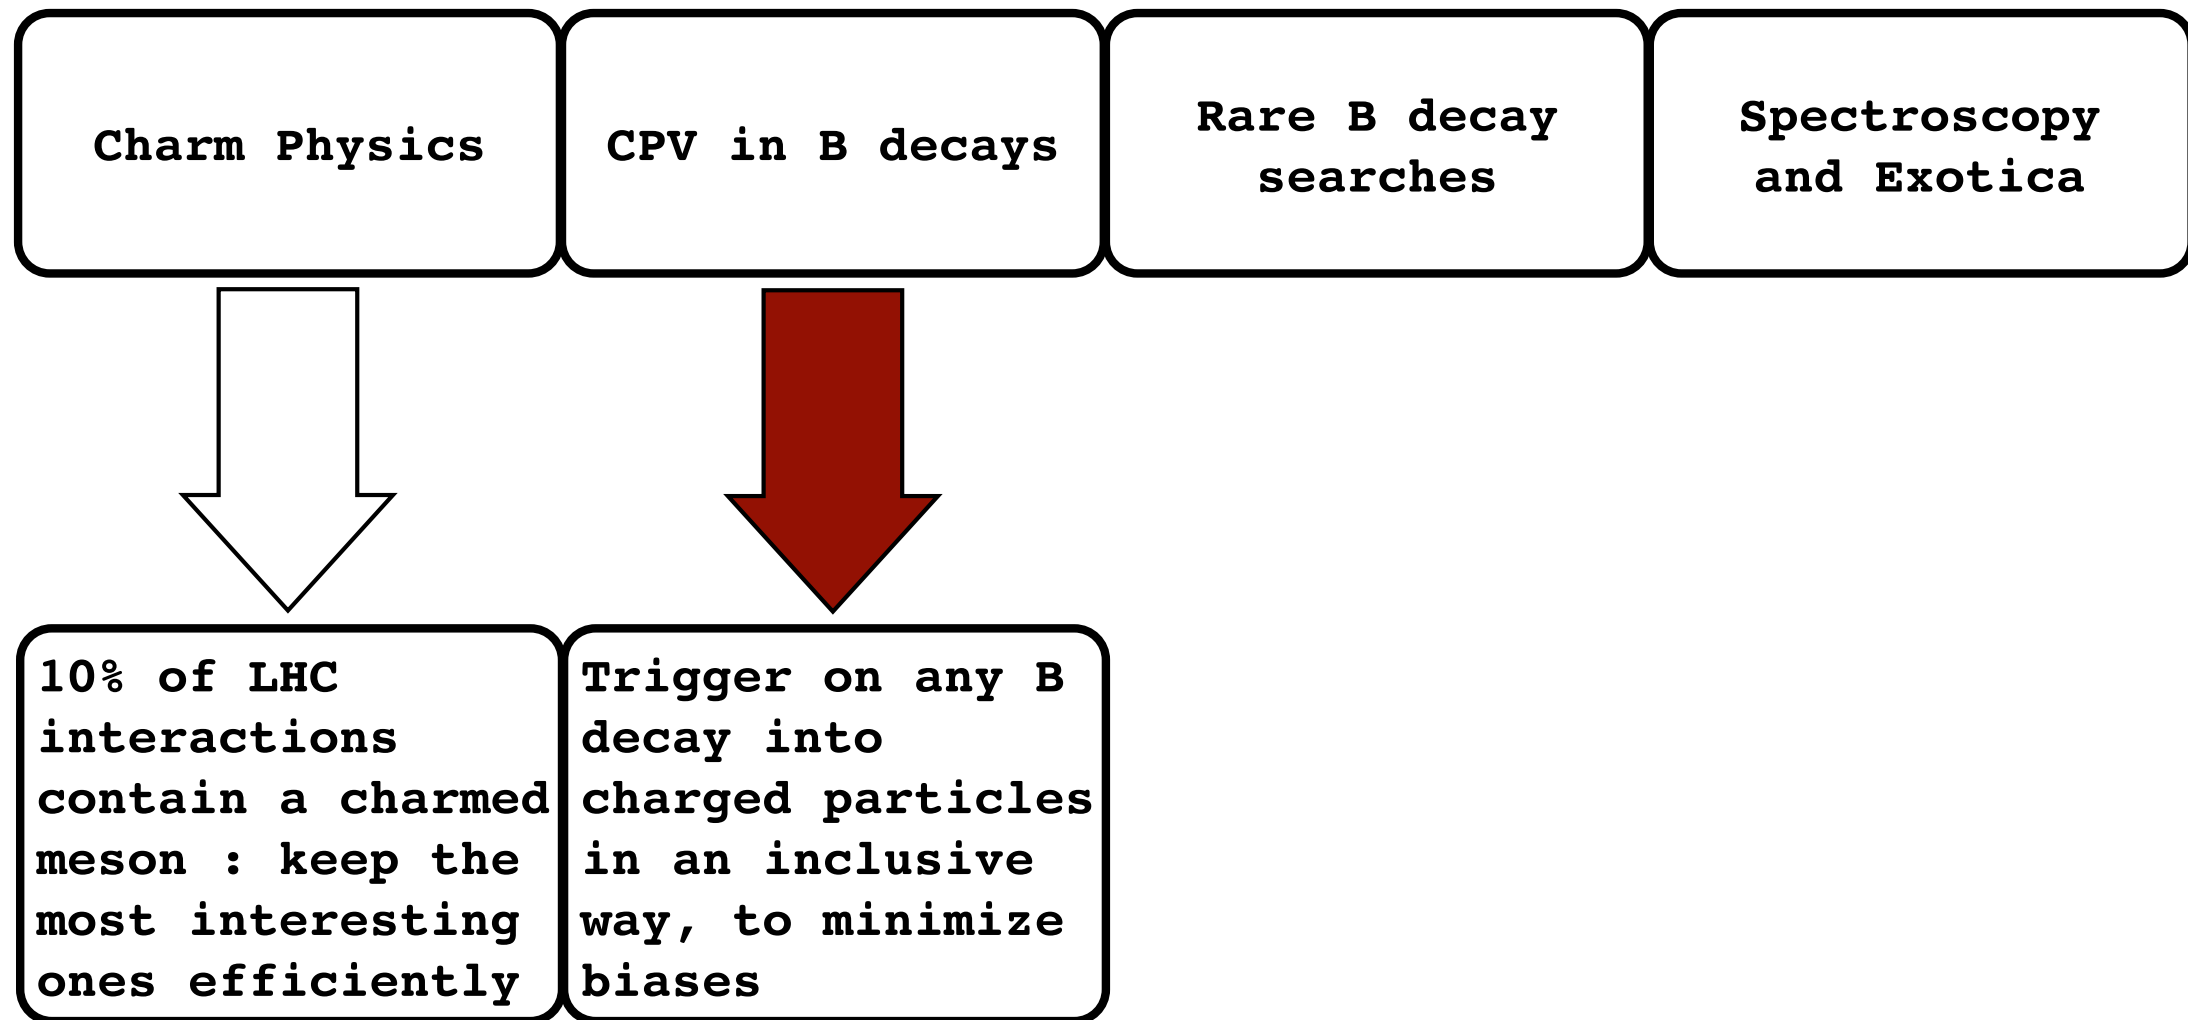 Charm Physics
CPV in B decays
Rare B decay
searches
Spectroscopy
and Exotica
10% of LHC
interactions
contain a charmed
meson : keep the
most interesting
ones efficiently
Trigger on any B
decay into
charged particles
in an inclusive
way, to minimize
biases